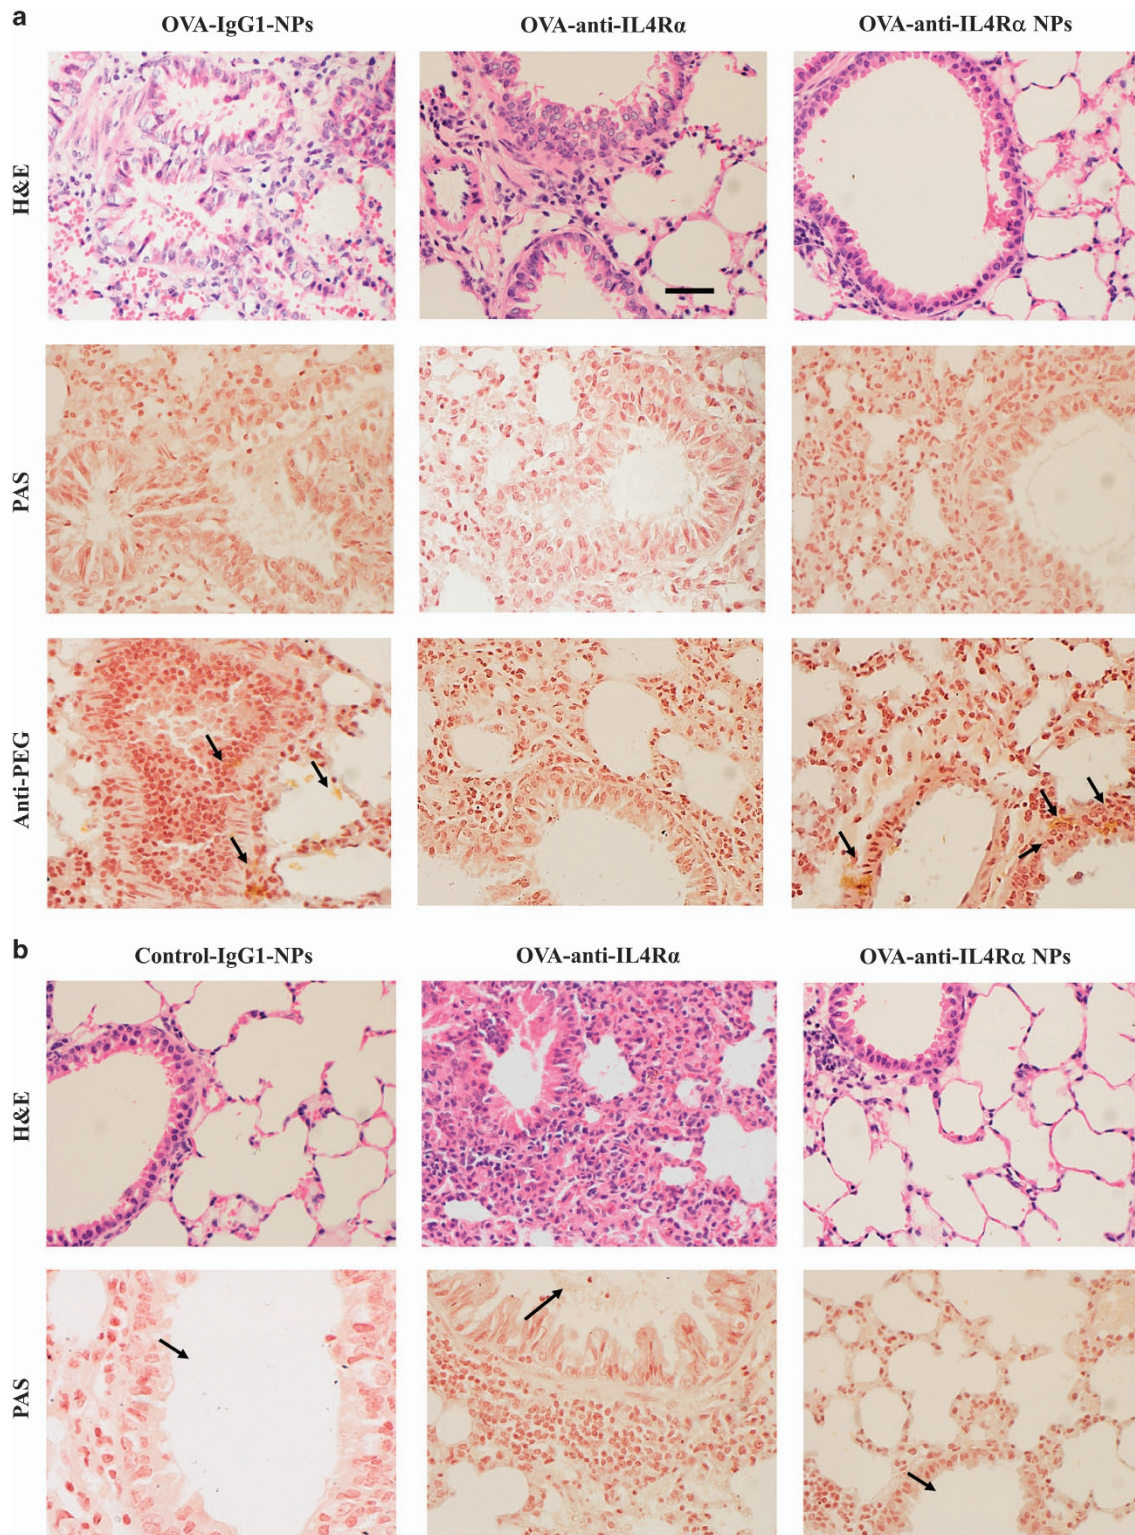 a
OVA-IgG1-NPs OVA-anti-IL4Rα OVA-anti-IL4Rα NPs
H&E
PAS
Anti-PEG
b
Control-IgG1-NPs OVA-anti-IL4Rα OVA-anti-IL4Rα NPs
H&E
PAS